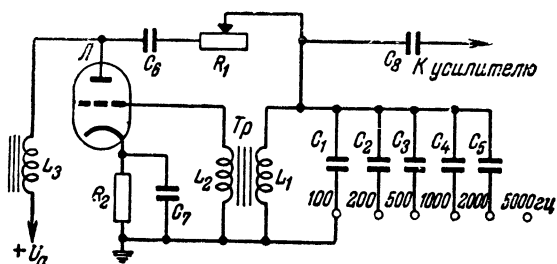 Л
C₆
R₁
C₈
К усилителю
Тр
L₃
L₂
L₁
C₁
C₂
C₃
C₄
C₅
R₂
C₇
100
200
500
1000
2000
5000гц
+Uа